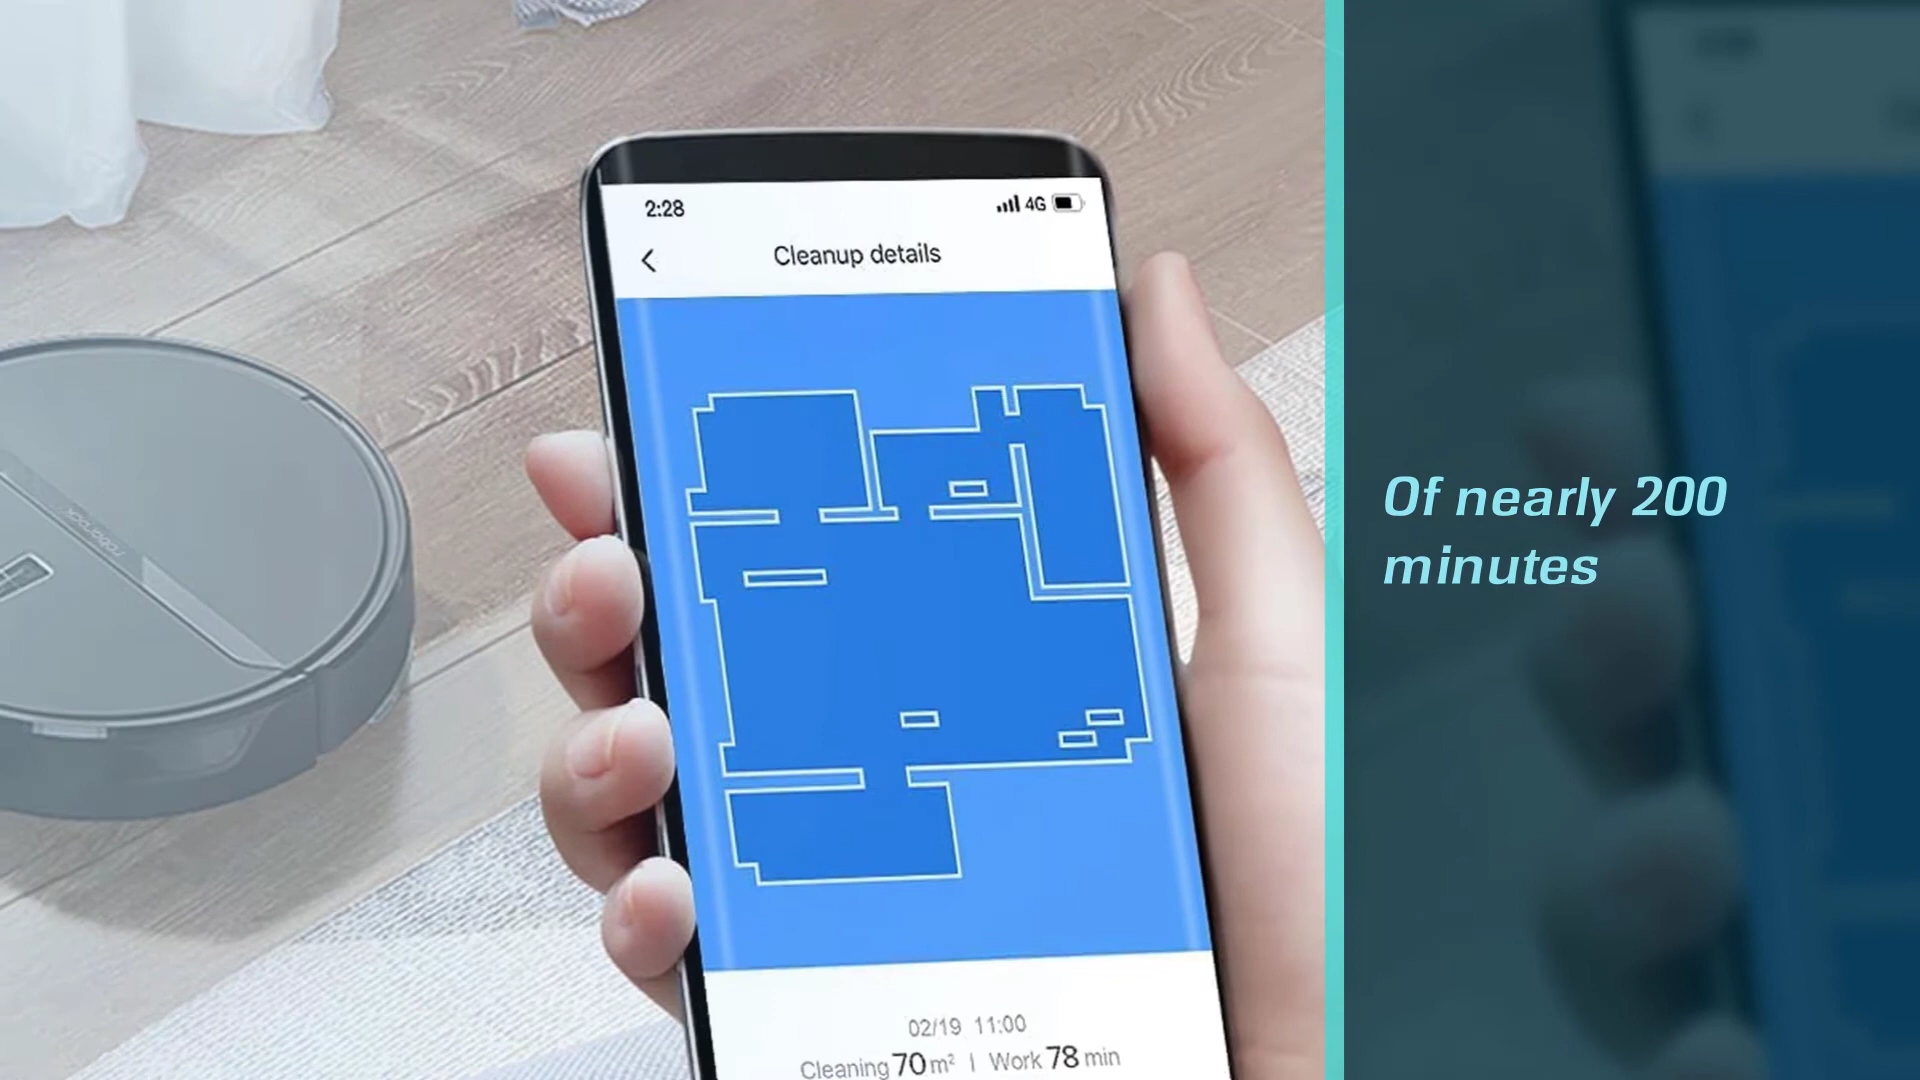 2:28
4G
Cleanup details
02/19 11:00
Cleaning 70 m² | Work 78 min
roborock
Of nearly 200
minutes